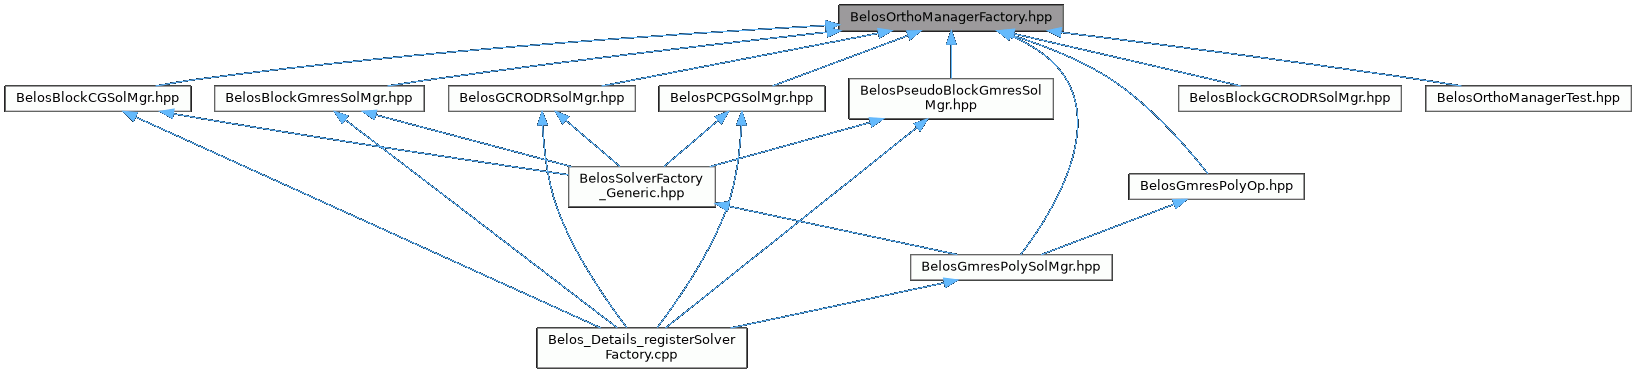 BelosOrthoManagerFactory.hpp
BelosBlockCGSolMgr.hpp
BelosBlockGmresSolMgr.hpp
BelosGCRODRSolMgr.hpp
BelosPCPGSolMgr.hpp
BelosPseudoBlockGmresSol
Mgr.hpp
BelosBlockGCRODRSolMgr.hpp
BelosOrthoManagerTest.hpp
BelosSolverFactory
_Generic.hpp
BelosGmresPolyOp.hpp
BelosGmresPolySolMgr.hpp
Belos_Details_registerSolver
Factory.cpp